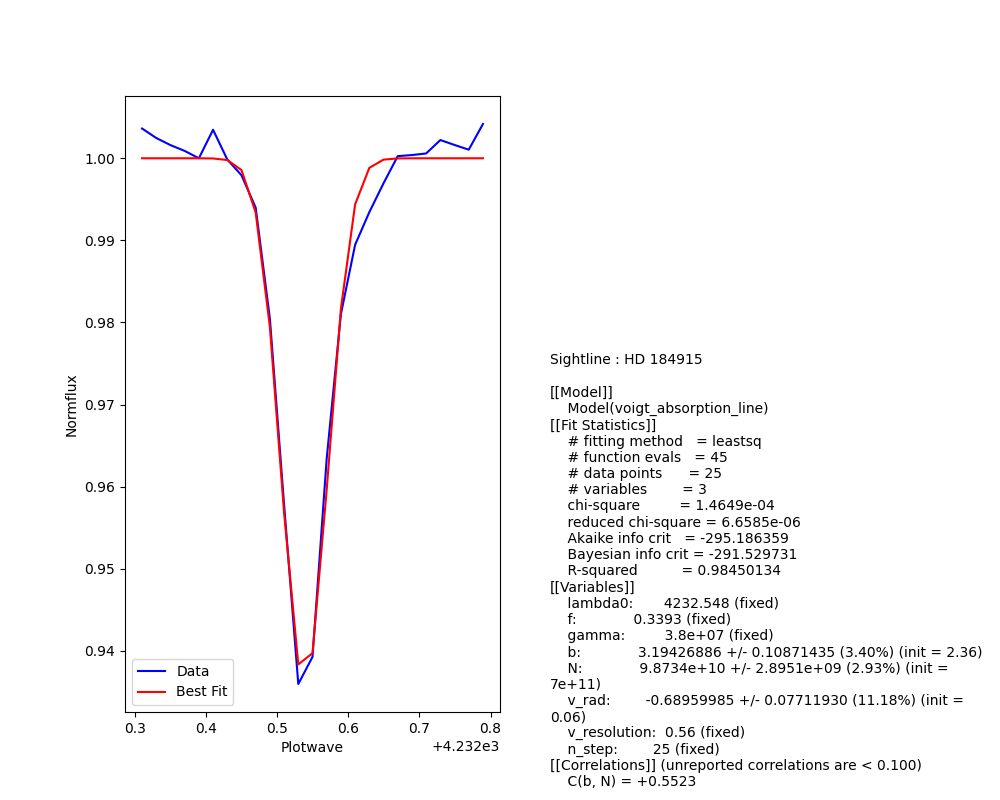 1.00
0.99
0.98
0.97
0.96
0.95
0.94
Normflux
Data
Best Fit
0.3 0.4 0.5 0.6 0.7 0.8
Plotwave
+4.232e3
Sightline : HD 184915
[[Model]]
Model(voigt_absorption_line)
[[Fit Statistics]]
# fitting method = leastsq
# function evals = 45
# data points = 25
# variables = 3
chi-square = 1.4649e-04
reduced chi-square = 6.6585e-06
Akaike info crit = -295.186359
Bayesian info crit = -291.529731
R-squared = 0.98450134
[[Variables]]
lambda0: 4232.548 (fixed)
f: 0.3393 (fixed)
gamma: 3.8e+07 (fixed)
b: 3.19426886 +/- 0.10871435 (3.40%) (init = 2.36)
N: 9.8734e+10 +/- 2.8951e+09 (2.93%) (init =
7e+11)
v_rad: -0.68959985 +/- 0.07711930 (11.18%) (init =
0.06)
v_resolution: 0.56 (fixed)
n_step: 25 (fixed)
[[Correlations]] (unreported correlations are < 0.100)
C(b, N) = +0.5523